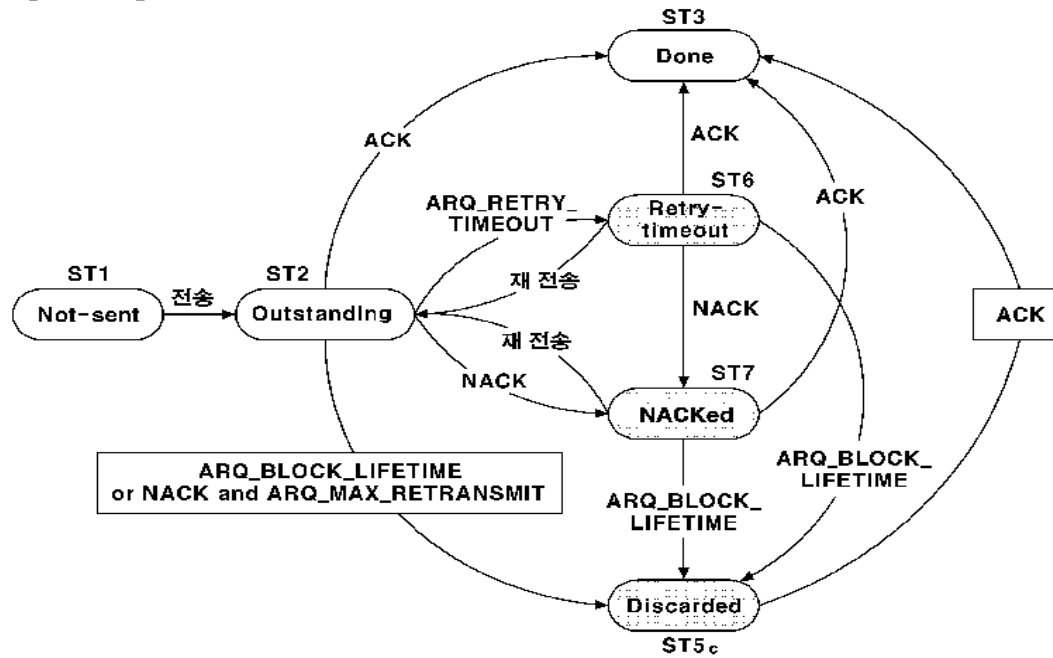 ST3
Done
ACK
ACK
ST6
ARQ_RETRY_
TIMEOUT
Retry-
timeout
ACK
ST1
ST2
재 전송
Not-sent
전송
Outstanding
NACK
ACK
재 전송
ST7
NACK
NACKed
ARQ_BLOCK_LIFETIME
or NACK and ARQ_MAX_RETRANSMIT
ARQ_BLOCK_
LIFETIME
ARQ_BLOCK_
LIFETIME
Discarded
ST5c